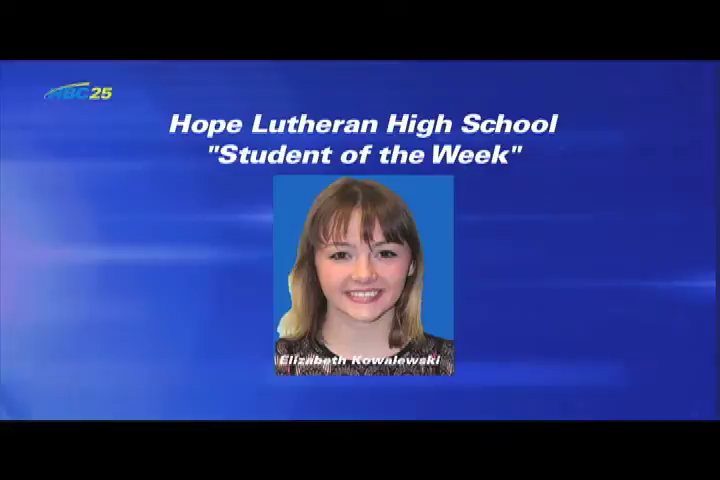 NBC25
Hope Lutheran High School
"Student of the Week"
Elizabeth Kowalewski